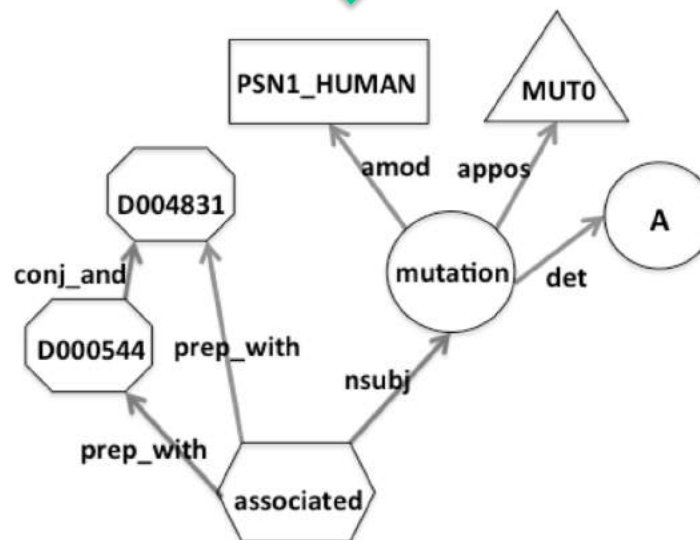 PSN1_HUMAN
MUT0
amod
appos
D004831
A
conj_and
mutation
det
D000544
prep_with
nsubj
prep_with
associated